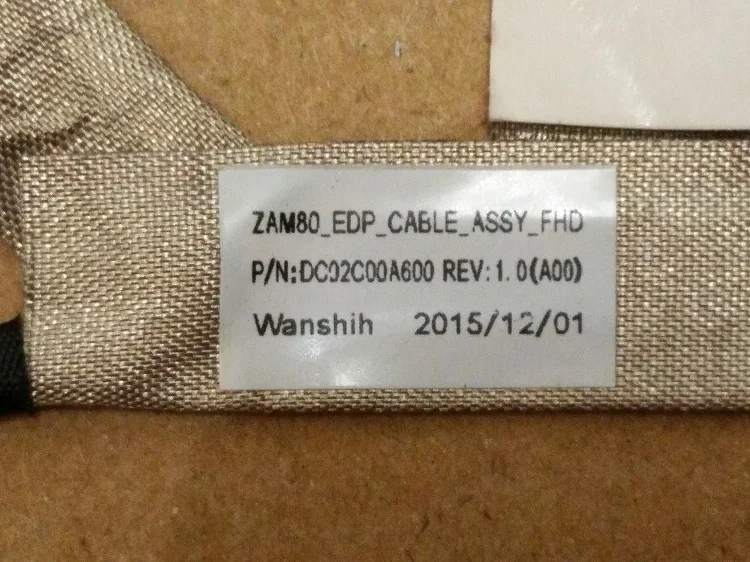 ZAM80_EDP_CABLE_ASSY_FHD
P/N:DC02C00A600 REV:1.0(A00)
Wanshih 2015/12/01